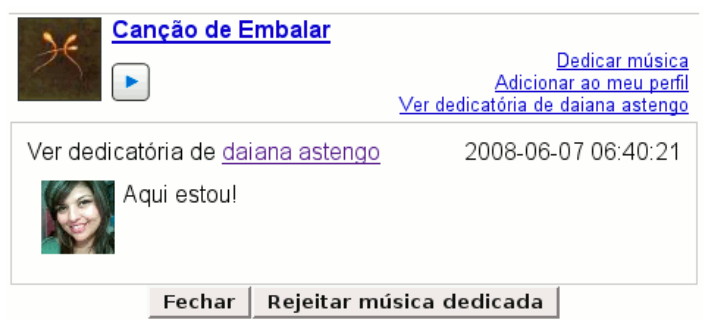 Canção de Embalar
Dedicar música
Adicionar ao meu perfil
Ver dedicatória de daiana astengo
Ver dedicatória de daiana astengo 2008-06-07 06:40:21
Aqui estou!
Fechar Rejeitar música dedicada